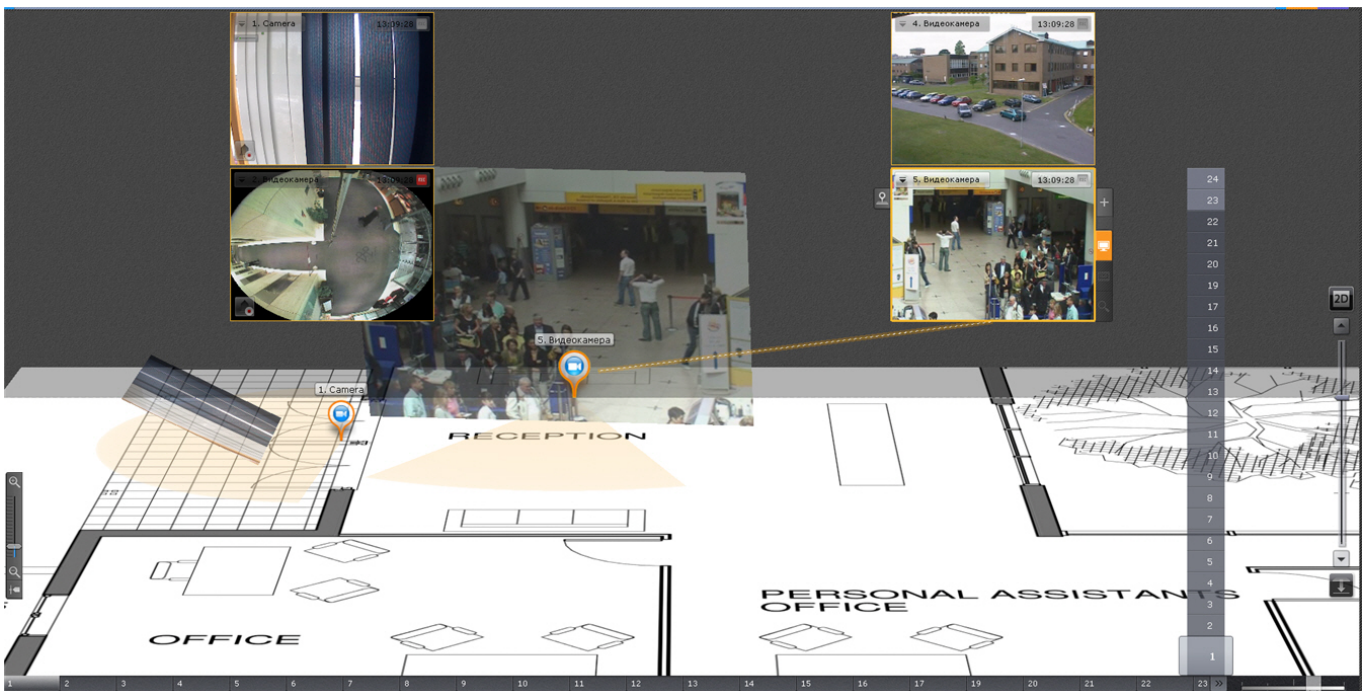 1. Camera
13:09:28
4. Видеокамера
13:09:28
2. Видеокамера
13:09:28
5. Видеокамера
13:09:28
24
23
22
21
20
19
17
16
15
14
13
12
11
10
9
8
7
6
5
4
3
2
1
2D
5. Видеокамера
1. Camera
RECEPTION
PERSONAL ASSISTANTS
OFFICE
OFFICE
1 2 3 4 5 6 7 8 9 10 11 12 13 14 15 16 17 18 19 20 21 22 23 »